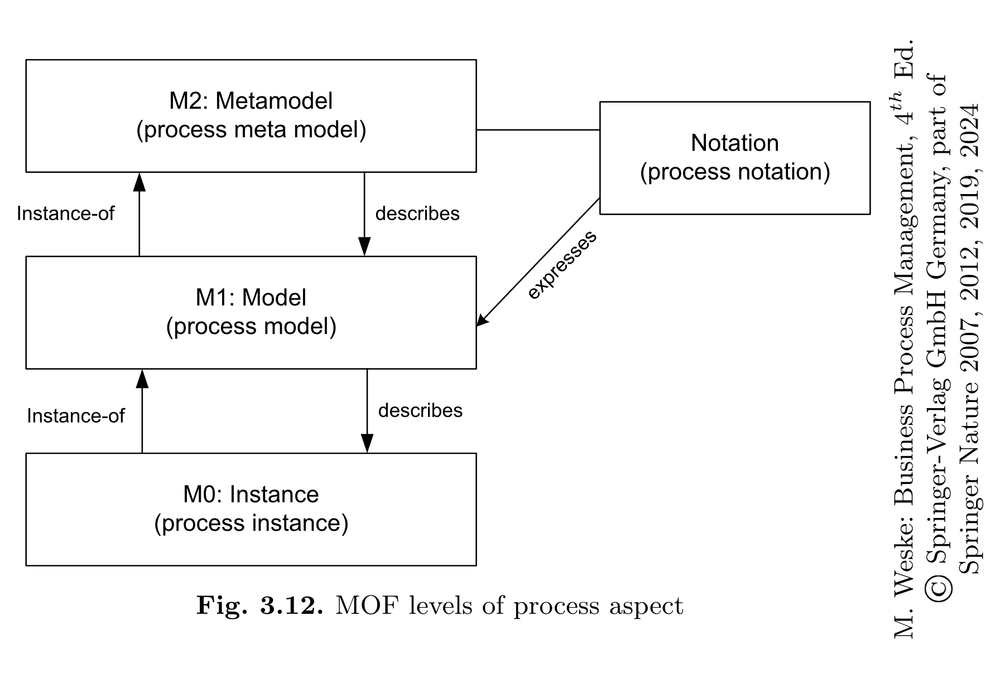 M2: Metamodel
(process meta model)
Notation
(process notation)
Instance-of
describes
expresses
M1: Model
(process model)
Instance-of
describes
M0: Instance
(process instance)
Fig. 3.12. MOF levels of process aspect
M. Weske: Business Process Management, 4th Ed.
© Springer-Verlag GmbH Germany, part of
Springer Nature 2007, 2012, 2019, 2024